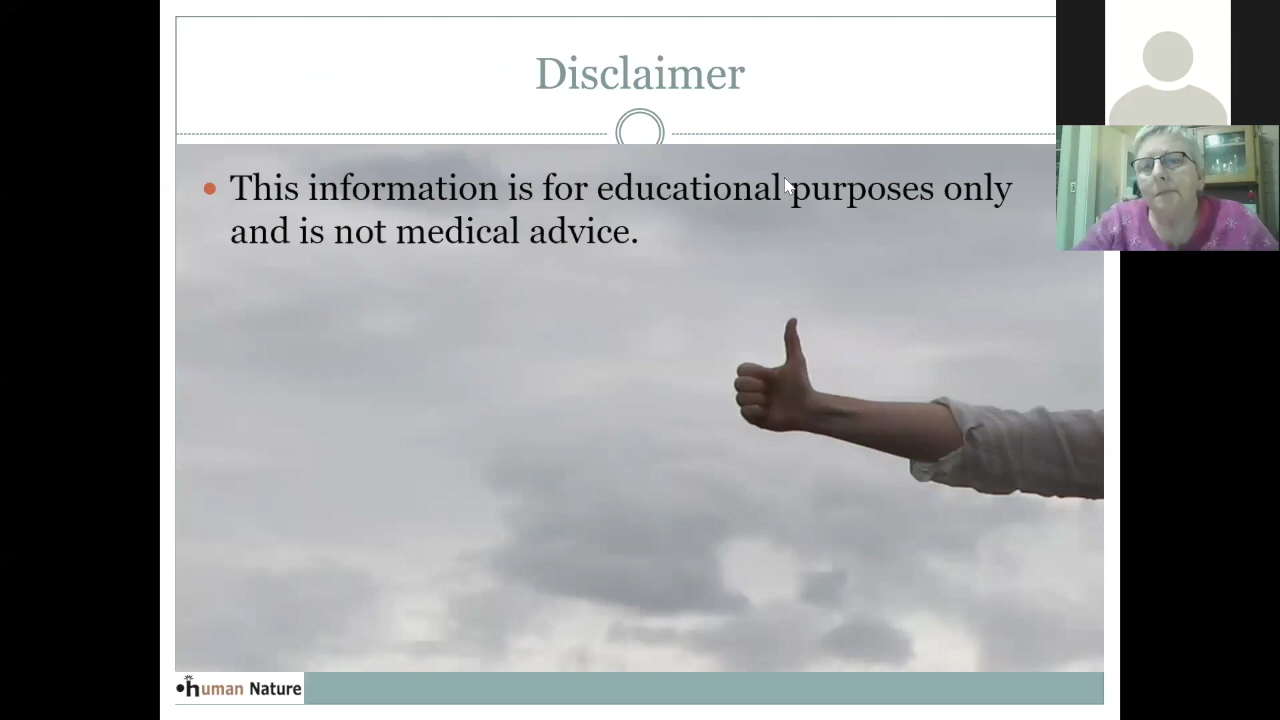 Disclaimer
• This information is for educational purposes only
and is not medical advice.
human Nature